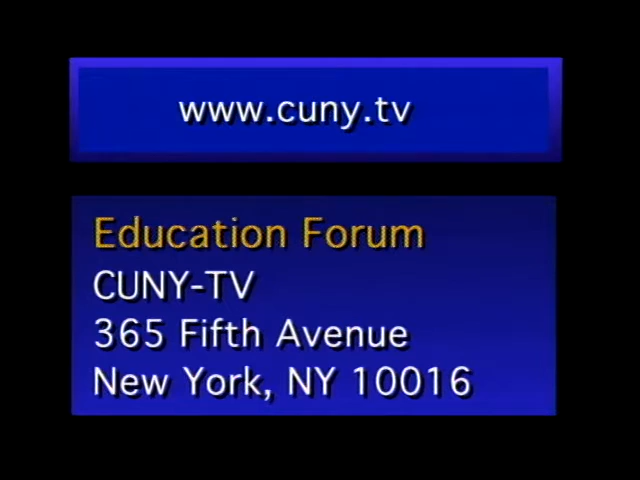 www.cuny.tv
Education Forum
CUNY-TV
365 Fifth Avenue
New York, NY 10016